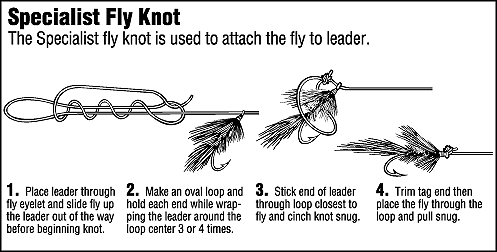 Specialist Fly Knot
The Specialist fly knot is used to attach the fly to leader.
1. Place leader through
fly eyelet and slide fly up
the leader out of the way
before beginning knot.
2. Make an oval loop and
hold each end while wrap-
ping the leader around the
loop center 3 or 4 times.
3. Stick end of leader
through loop closest to
fly and cinch knot snug.
4. Trim tag end then
place the fly through the
loop and pull snug.